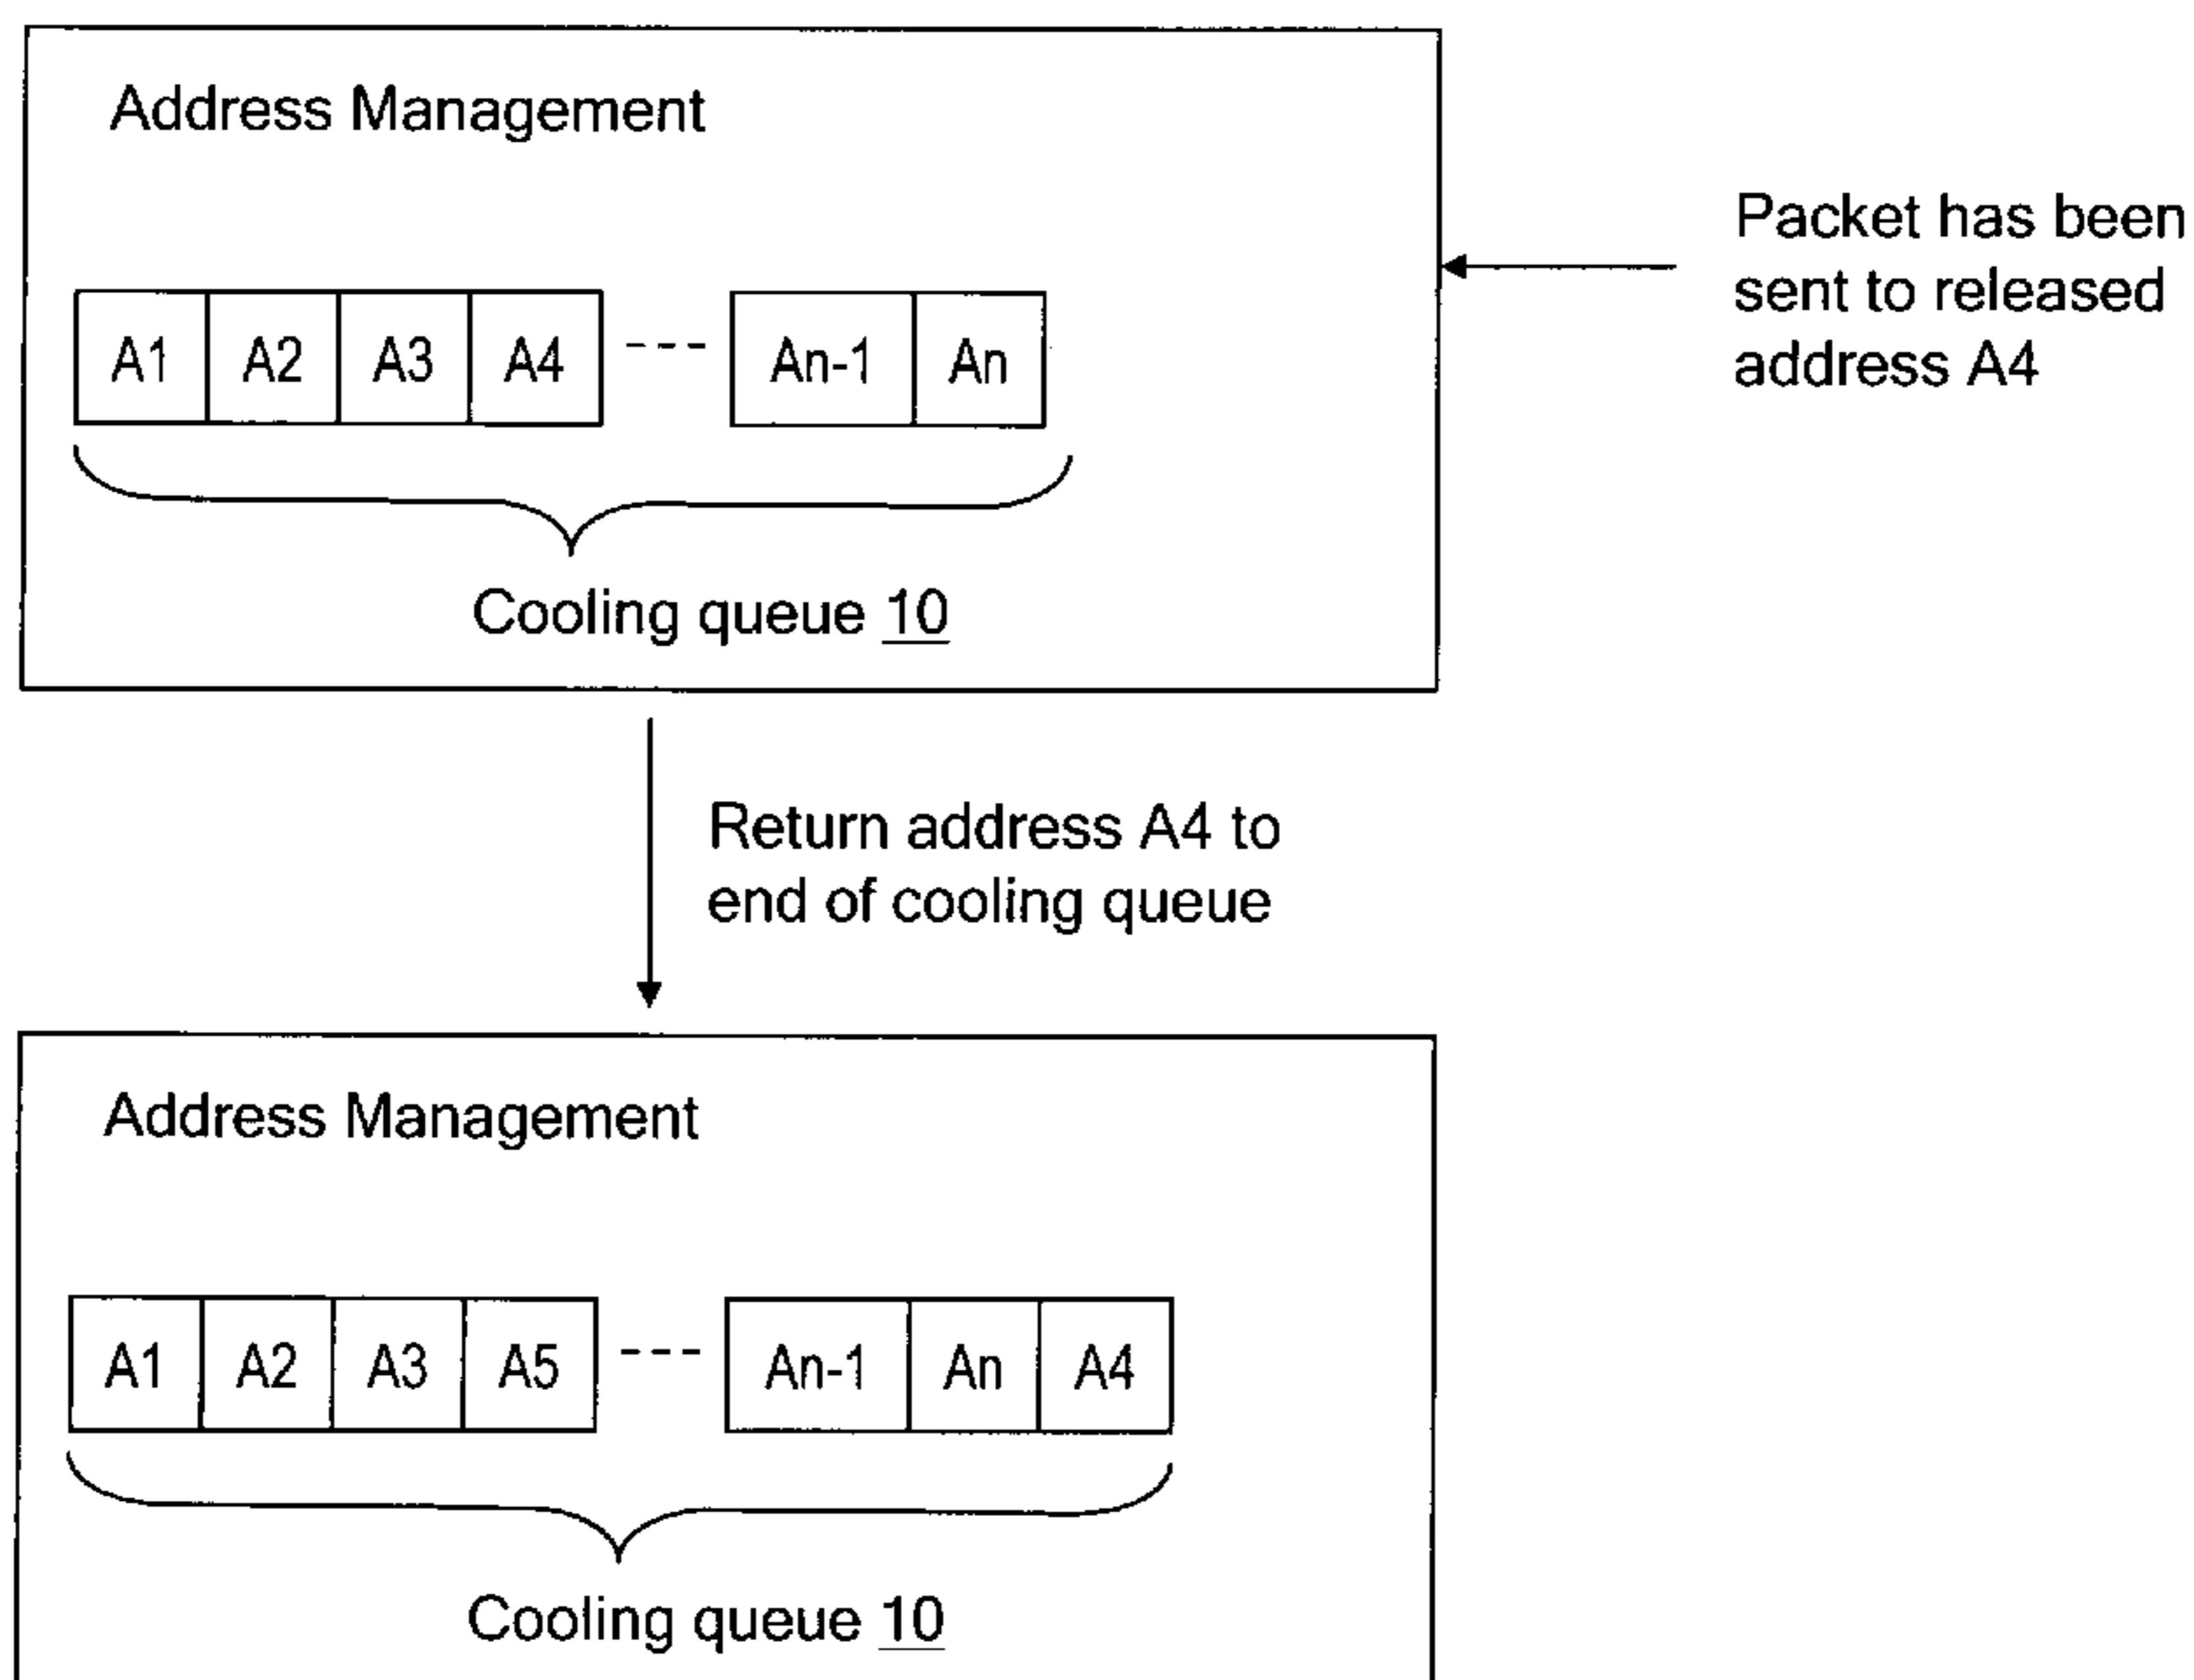 Address Management
Packet has been
sent to released
address A4
A1 A2 A3 A4 --- An-1 An
Cooling queue 10
Return address A4 to
end of cooling queue
Address Management
A1 A2 A3 A5 --- An-1 An A4
Cooling queue 10